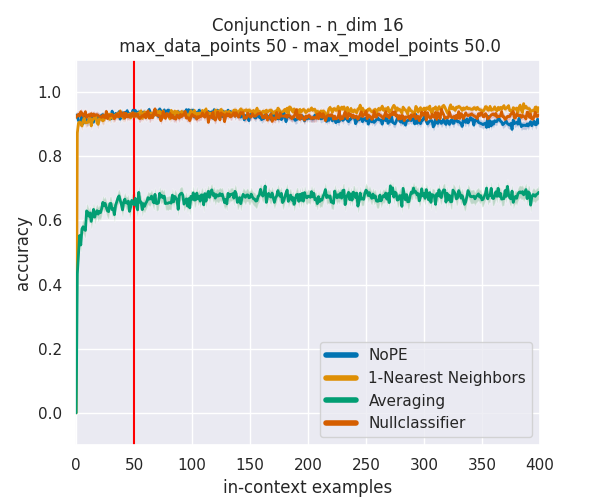 Conjunction - n_dim 16
max_data_points 50 - max_model_points 50.0
accuracy
1.0
0.8
0.6
0.4
0.2
0.0
NoPE
1-Nearest Neighbors
Averaging
Nullclassifier
0 50 100 150 200 250 300 350 400
in-context examples